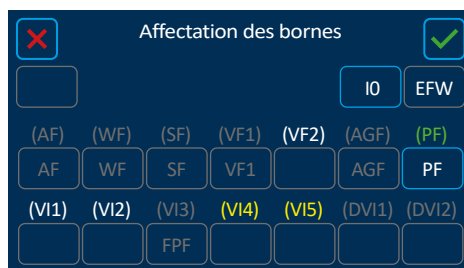 Affectation des bornes
I0 EFW
(AF) (WF) (SF) (VF1) (VF2) (AGF) (PF)
AF WF SF VF1 AGF PF
(VI1) (VI2) (VI3) (VI4) (VI5) (DVI1) (DVI2)
FPF